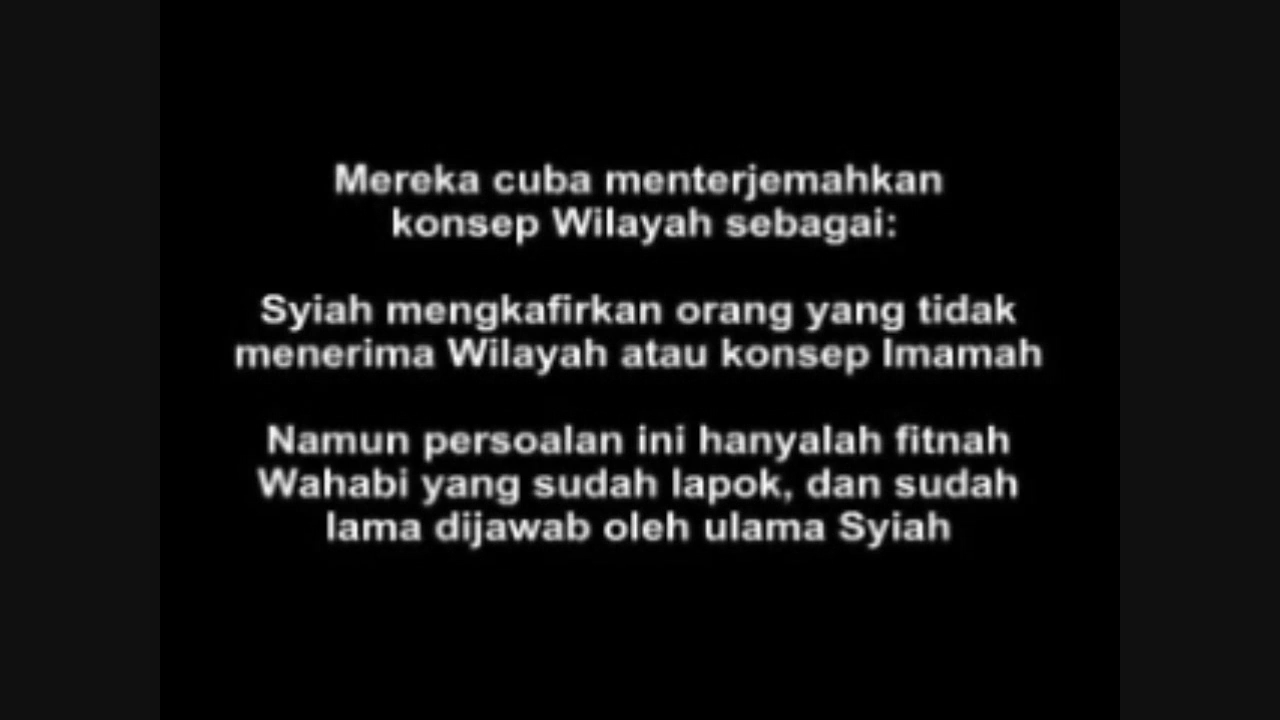 Mereka cuba menterjemahkan
konsep Wilayah sebagai:
Syiah mengkafirkan orang yang tidak
menerima Wilayah atau konsep Imamah
Namun persoalan ini hanyalah fitnah
Wahabi yang sudah lapok, dan sudah
lama dijawab oleh ulama Syiah